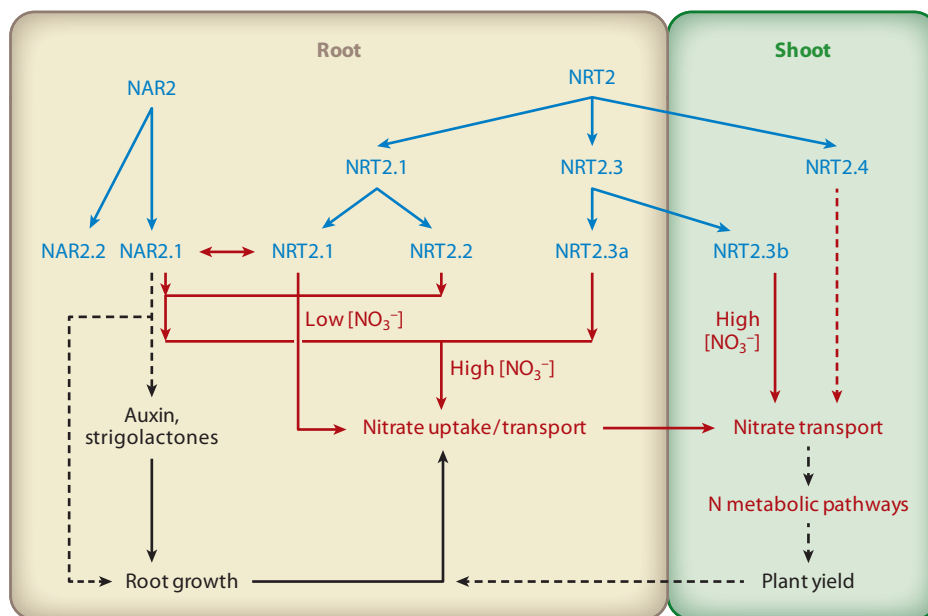 Root
Shoot
NAR2
NRT2
NRT2.1
NRT2.3
NRT2.4
NAR2.2
NAR2.1
NRT2.1
NRT2.2
NRT2.3a
NRT2.3b
Low [NO₃⁻]
High
[NO₃⁻]
High [NO₃⁻]
Auxin,
strigolactones
Nitrate uptake/transport
Nitrate transport
N metabolic pathways
Root growth
Plant yield